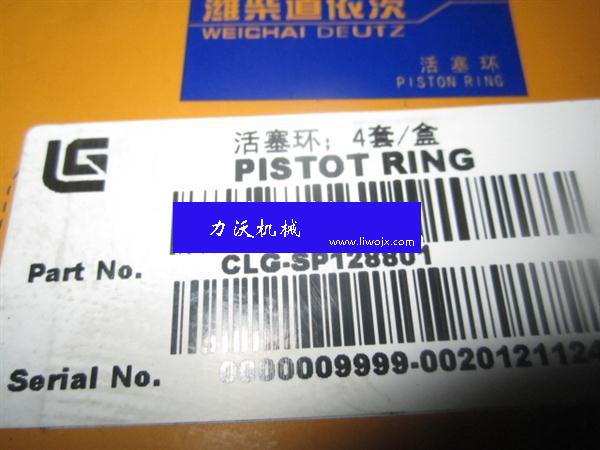 潍柴道依茨
WEICHAI DEUTZ
活塞环
PISTON RING
LG
活塞环; 4套/盒
PISTOT RING
力沃机械
www.liwojx.com
Part No. CLG-SP128801
Serial No. 0000009999-0020121124